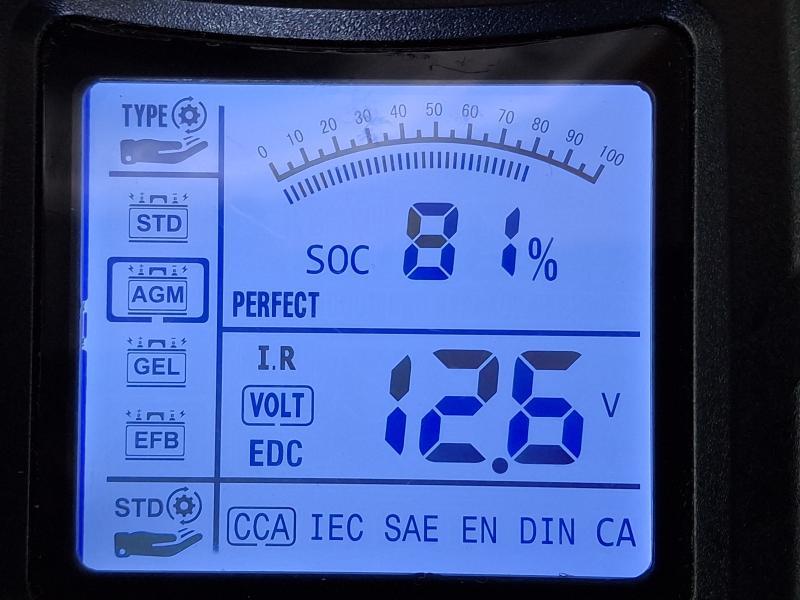 TYPE
0 10 20 30 40 50 60 70 80 90 100
STD
SOC 81%
AGM
PERFECT
GEL
I.R
VOLT 12.6 V
EFB
EDC
STD
CCA IEC SAE EN DIN CA